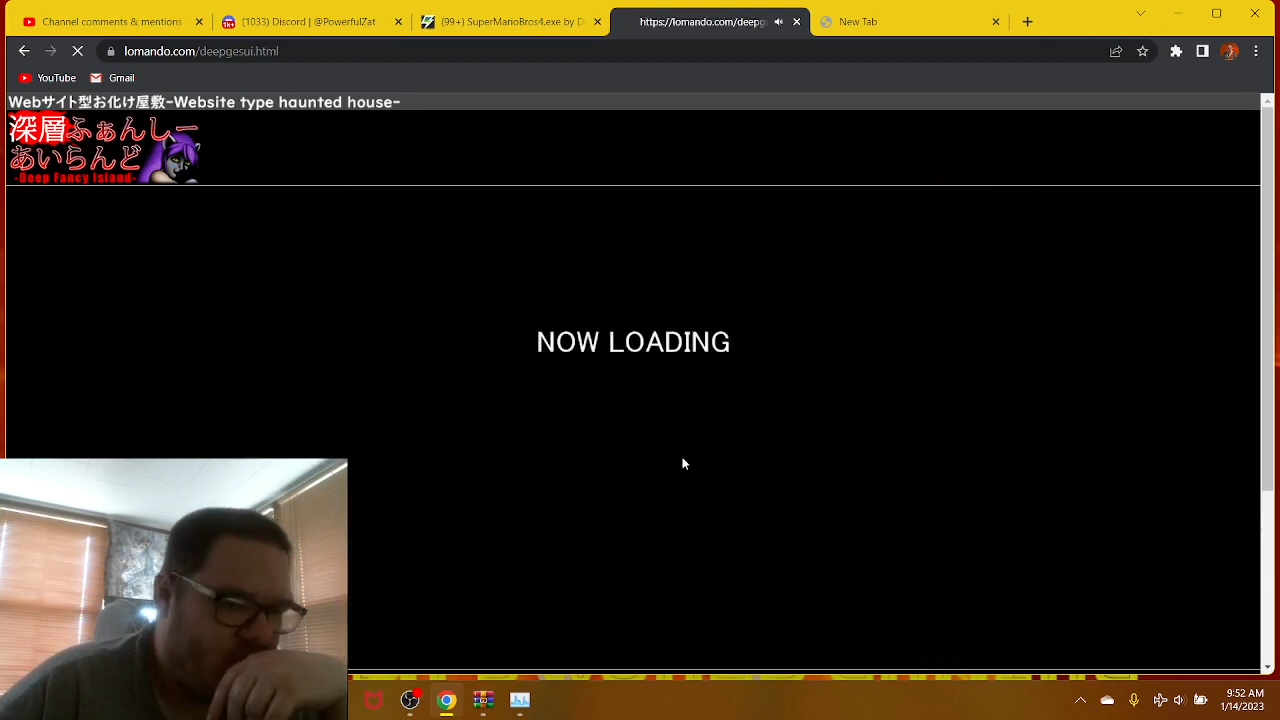 Channel comments & mentions -
(1033) Discord | @PowerfulZat
(99+) SuperMarioBros4.exe by D
https://lomando.com/deepge
New Tab
lomando.com/deepgesui.html
YouTube
Gmail
Webサイト型お化け屋敷-Website type haunted house-
深層ふぁんしー
あいらんど
-Deep Fancy Island-
NOW LOADING
9:52 AM
1/14/2023